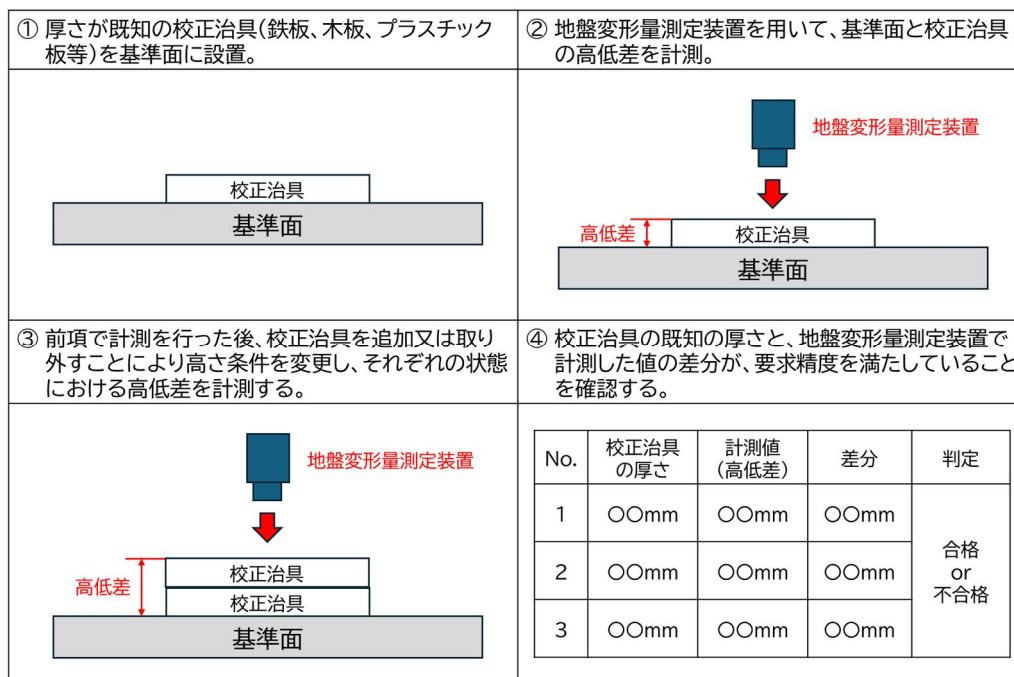 ① 厚さが既知の校正治具(鉄板、木板、プラスチック
板等)を基準面に設置。
校正治具
基準面
② 地盤変形量測定装置を用いて、基準面と校正治具
の高低差を計測。
地盤変形量測定装置
高低差
校正治具
基準面
③ 前項で計測を行った後、校正治具を追加又は取り
外すことにより高さ条件を変更し、それぞれの状態
における高低差を計測する。
地盤変形量測定装置
高低差
校正治具
校正治具
基準面
④ 校正治具の既知の厚さと、地盤変形量測定装置で
計測した値の差分が、要求精度を満たしていること
を確認する。
No. 校正治具の厚さ 計測値(高低差) 差分 判定
1 〇〇mm 〇〇mm 〇〇mm
2 〇〇mm 〇〇mm 〇〇mm
3 〇〇mm 〇〇mm 〇〇mm
合格
or
不合格